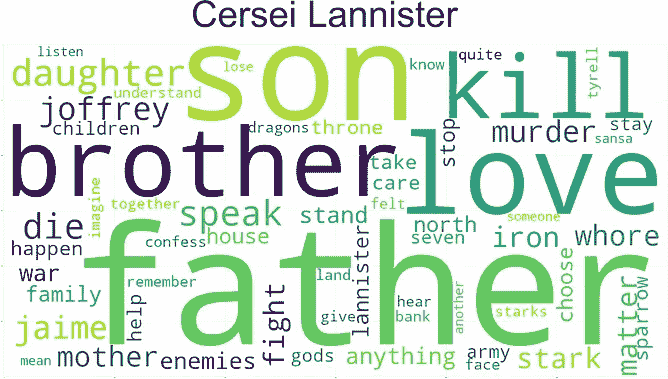 Cersei Lannister
listen
daughter
understand
son
lose
know
quite
kill
tyrell
joffrey
children
dragons
throne
stop
murder
stay
sansa
brother
take
care
love
die
imagine
together
speak
stand
felt
north
seven
someone
iron
whore
happen
confess
house
father
war
family
remember
help
fight
land
given
lannister
hear
bank
another
starks
choose
matter
sparrow
jaime
mean
mother
enemies
gods
anything
army
face
stark